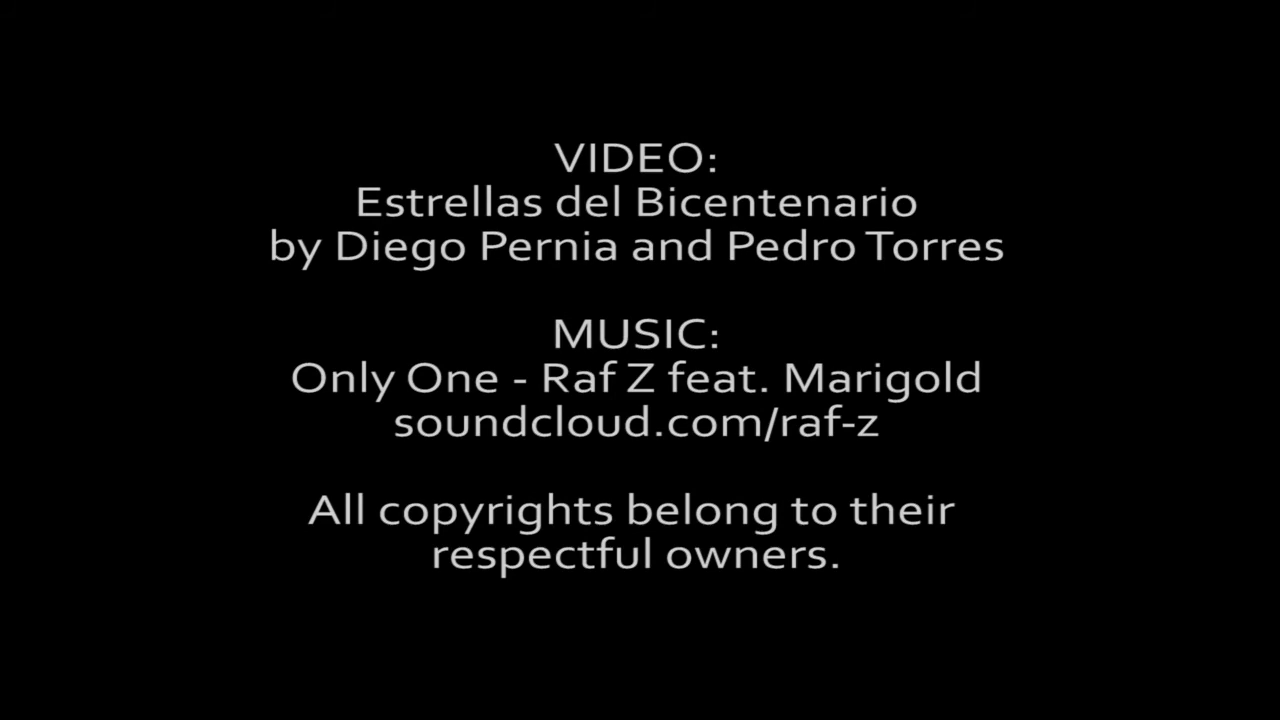 VIDEO:
Estrellas del Bicentenario
by Diego Pernia and Pedro Torres
MUSIC:
Only One - Raf Z feat. Marigold
soundcloud.com/raf-z
All copyrights belong to their
respectful owners.